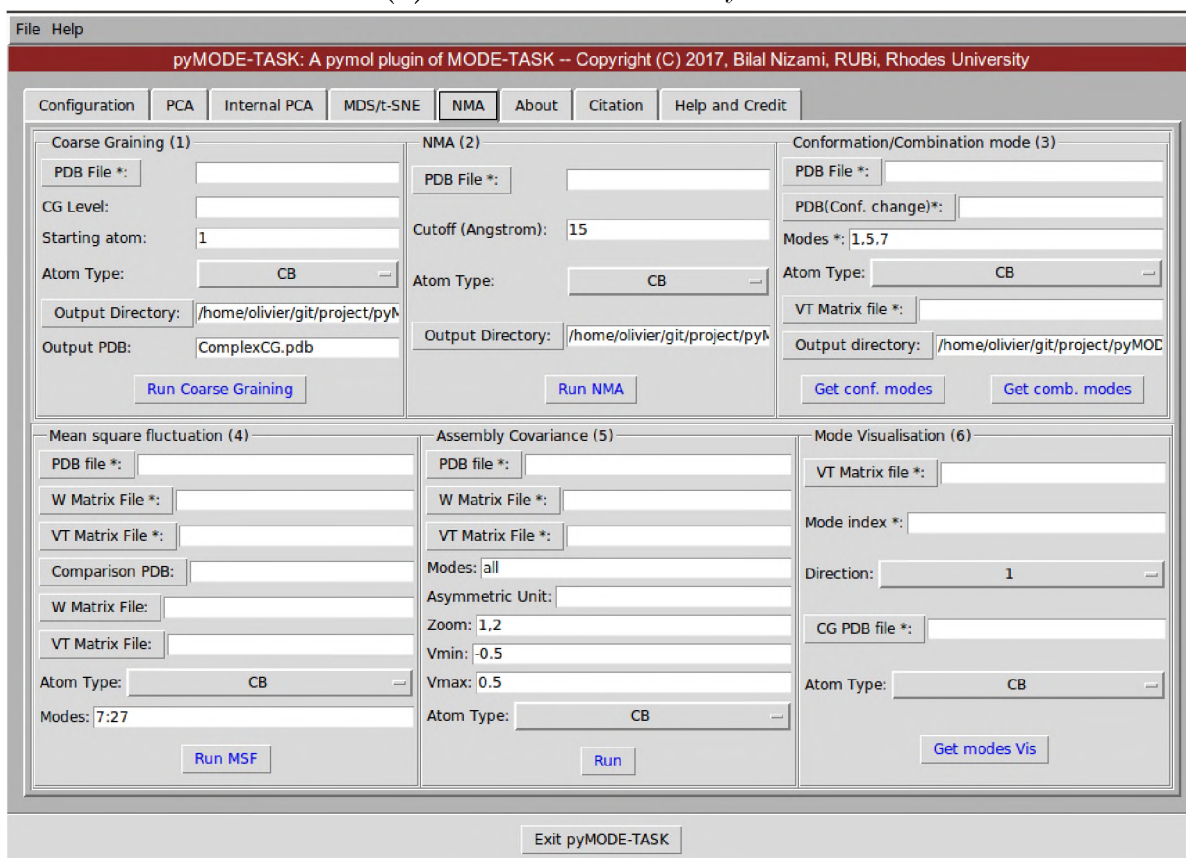 File Help
pyMODE-TASK: A pymol plugin of MODE-TASK -- Copyright (C) 2017, Bilal Nizami, RUBi, Rhodes University
Configuration PCA Internal PCA MDS/t-SNE NMA About Citation Help and Credit
Coarse Graining (1)
PDB File *:
CG Level:
Starting atom: 1
Atom Type: CB
Output Directory: /home/olivier/git/project/pyM
Output PDB: ComplexCG.pdb
Run Coarse Graining
NMA (2)
PDB File *:
Cutoff (Angstrom): 15
Atom Type: CB
Output Directory: /home/olivier/git/project/pyM
Run NMA
Conformation/Combination mode (3)
PDB File *:
PDB(Conf. change)*:
Modes *: 1,5,7
Atom Type: CB
VT Matrix file *:
Output directory: /home/olivier/git/project/pyMOD
Get conf. modes Get comb. modes
Mean square fluctuation (4)
PDB file *:
W Matrix File *:
VT Matrix File *:
Comparison PDB:
W Matrix File:
VT Matrix File:
Atom Type: CB
Modes: 7:27
Run MSF
Assembly Covariance (5)
PDB file *:
W Matrix File *:
VT Matrix File *:
Modes: all
Asymmetric Unit:
Zoom: 1,2
Vmin: -0.5
Vmax: 0.5
Atom Type: CB
Run
Mode Visualisation (6)
VT Matrix file *:
Mode index *:
Direction: 1
CG PDB file *:
Atom Type: CB
Get modes Vis
Exit pyMODE-TASK